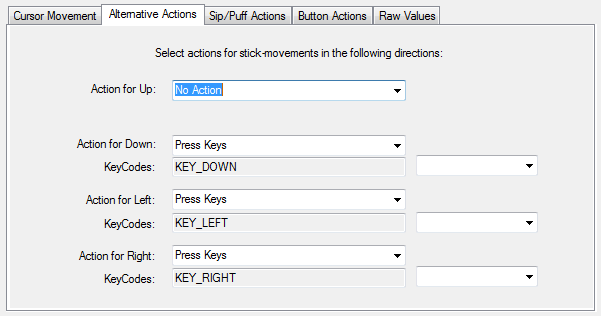 Cursor Movement Alternative Actions Sip/Puff Actions Button Actions Raw Values
Select actions for stick-movements in the following directions:
Action for Up: No Action
Action for Down: Press Keys
KeyCodes: KEY_DOWN
Action for Left: Press Keys
KeyCodes: KEY_LEFT
Action for Right: Press Keys
KeyCodes: KEY_RIGHT